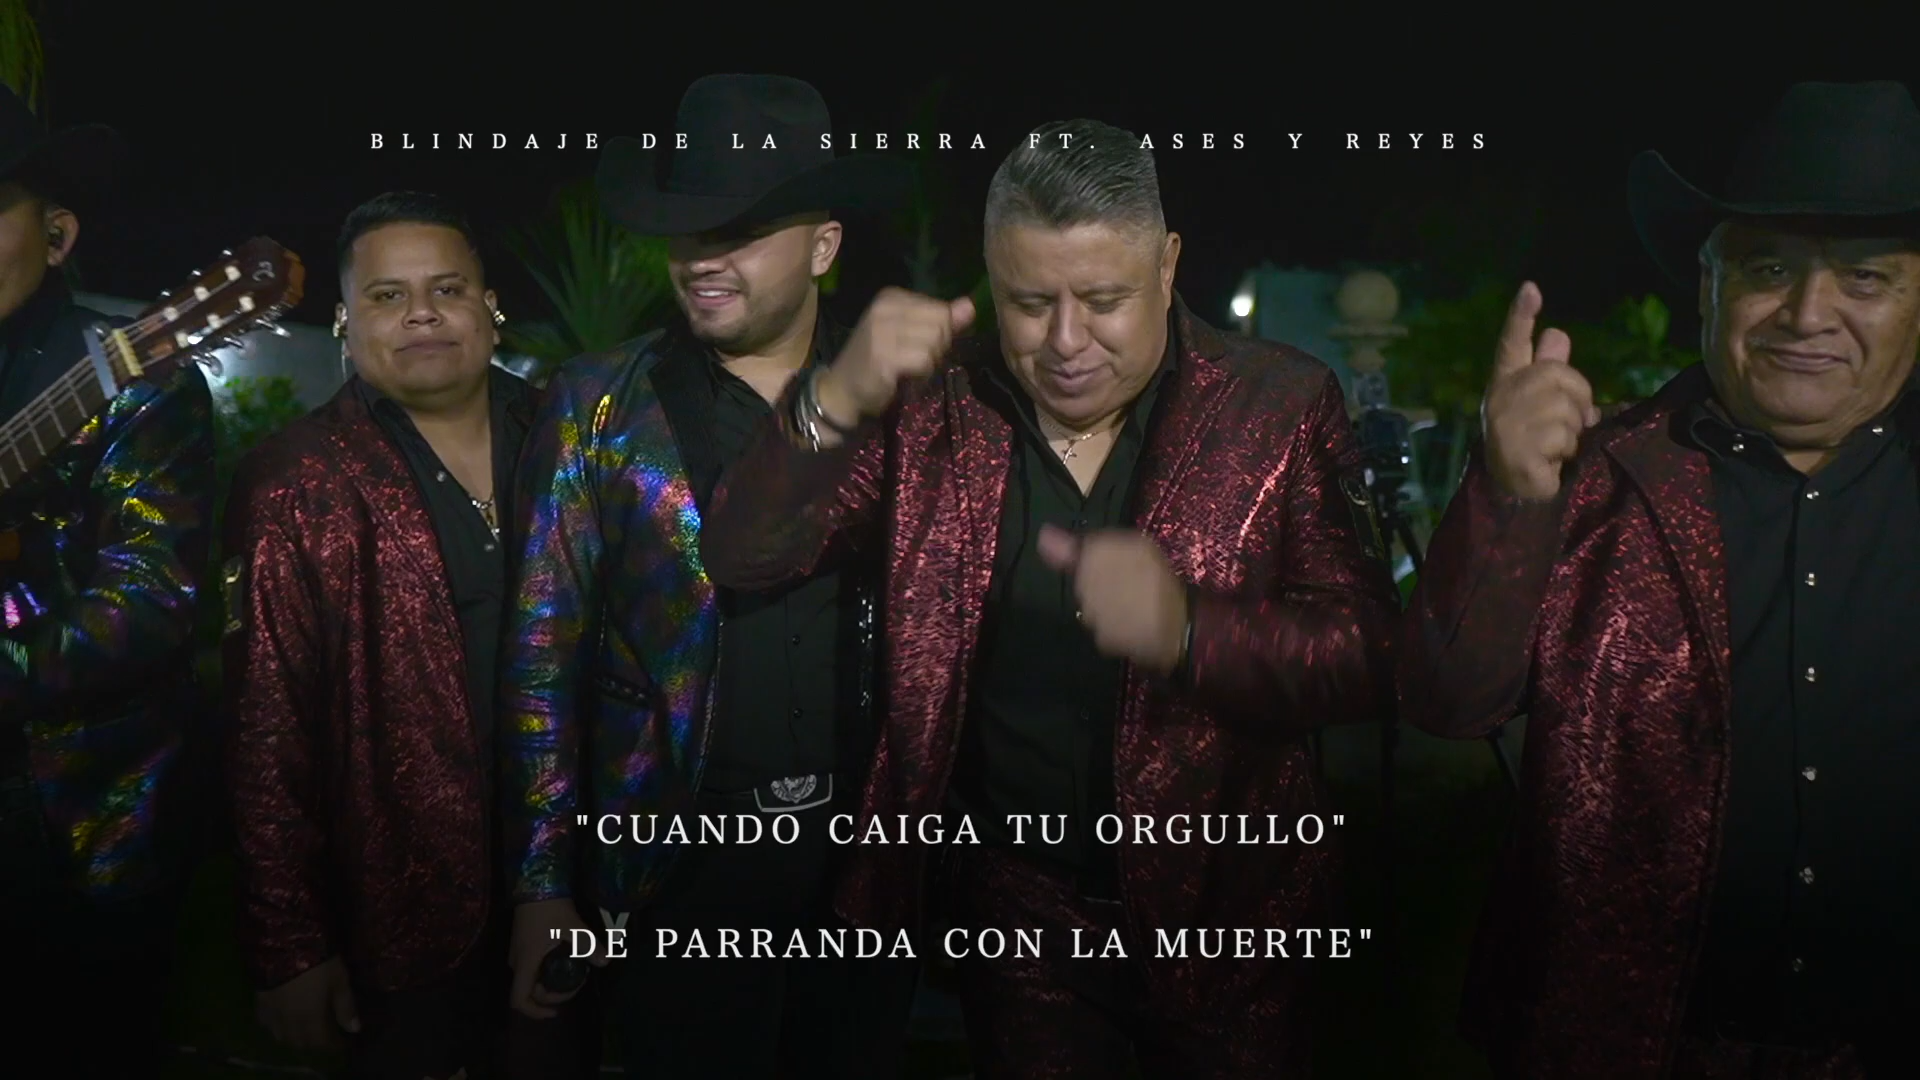 BLINDAJE DE LA SIERRA FT. ASES Y REYES
"CUANDO CAIGA TU ORGULLO"
Y
"DE PARRANDA CON LA MUERTE"